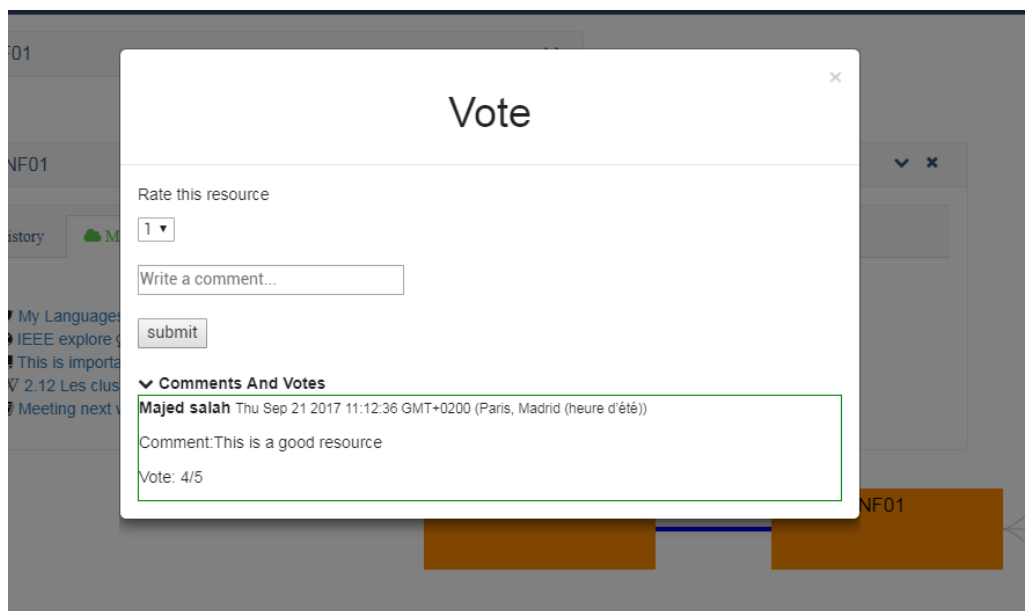 F01
×
Vote
NF01
Rate this resource
1
istory
M
Write a comment...
My Languages
submit
IEEE explore
This is importa
2.12 Les clus
Comments And Votes
Meeting next
Majed salah Thu Sep 21 2017 11:12:36 GMT+0200 (Paris, Madrid (heure d'été))
Comment:This is a good resource
Vote: 4/5
NF01